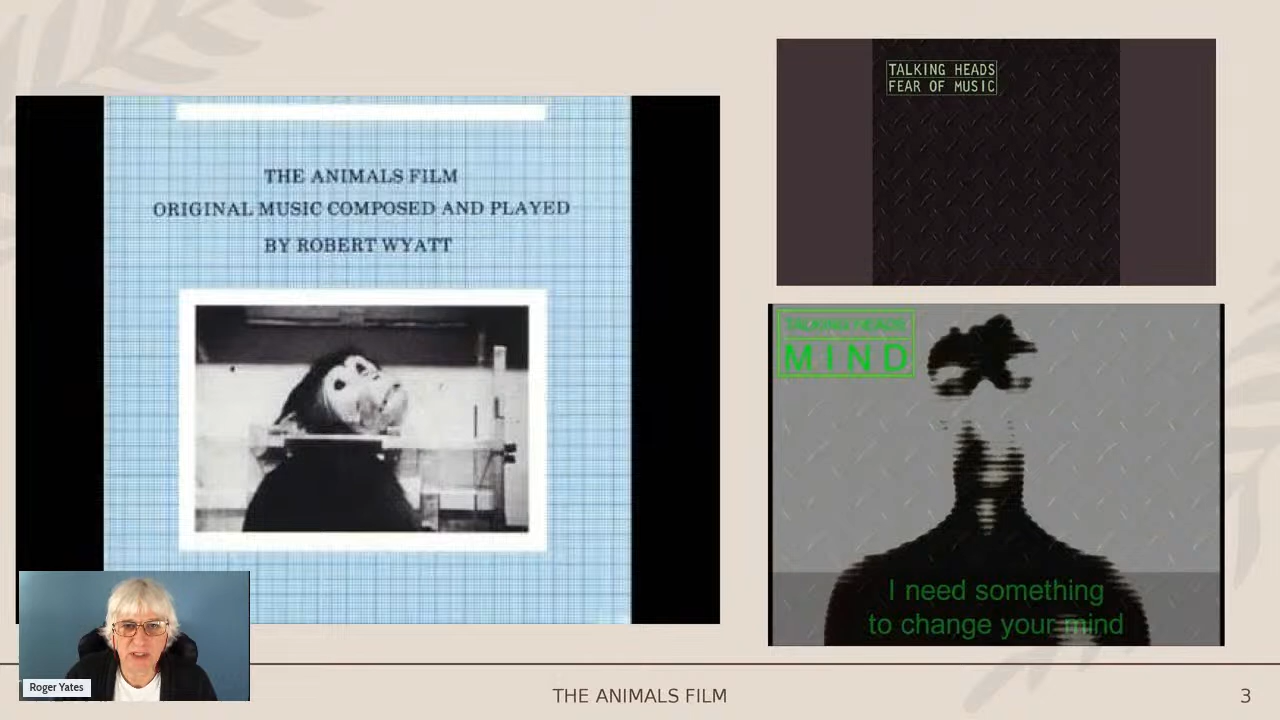 THE ANIMALS FILM
ORIGINAL MUSIC COMPOSED AND PLAYED
BY ROBERT WYATT
TALKING HEADS
FEAR OF MUSIC
TALKING HEADS
MIND
I need something
to change your mind
Roger Yates
THE ANIMALS FILM
3